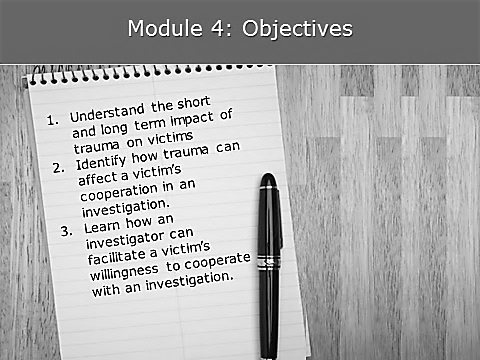 Module 4: Objectives
1. Understand the short
and long term impact of
trauma on victims
2. Identify how trauma can
affect a victim's
cooperation in an
investigation.
3. Learn how an
investigator can
facilitate a victim's
willingness to cooperate
with an investigation.